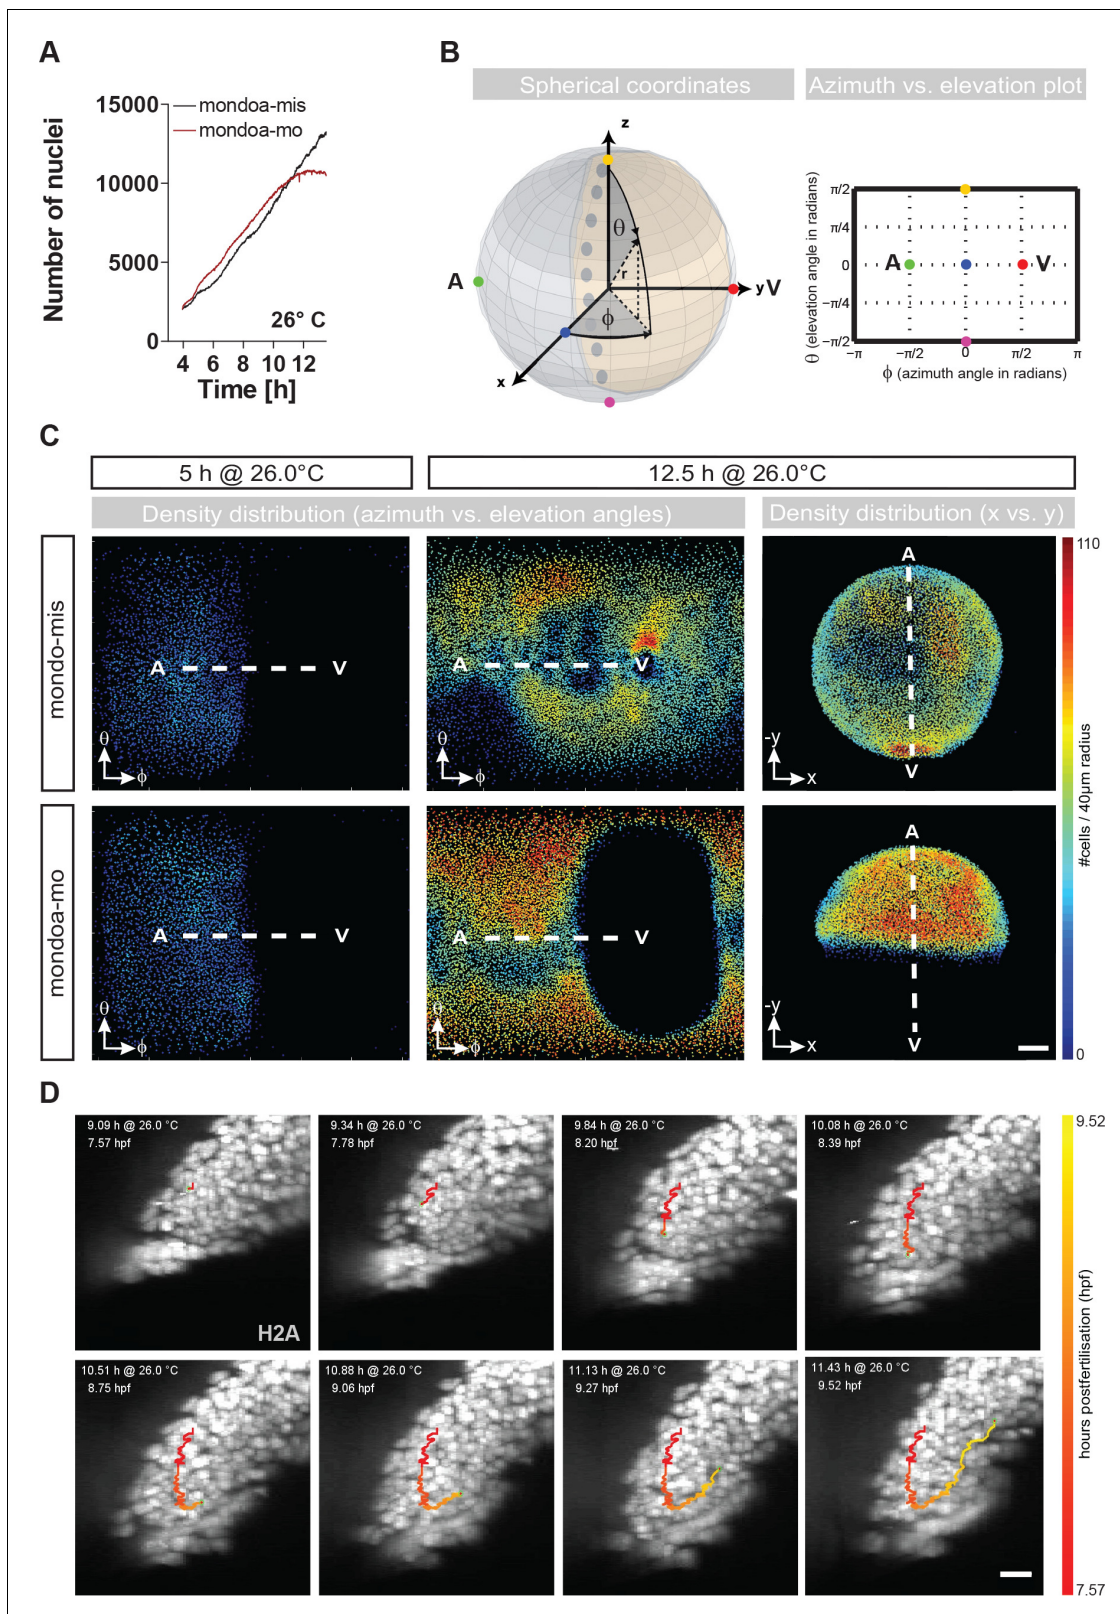 A
15000
10000
5000
0
Number of nuclei
mondoa-mis
mondoa-mo
26° C
4 6 8 10 12
Time [h]
B
Spherical coordinates
Azimuth vs. elevation plot
z
θ
r
ϕ
A
y V
x
π/2
π/4
0
−π/4
−π/2
θ (elevation angle in radians)
A
V
−π −π/2 0 π/2 π
ϕ (azimuth angle in radians)
C
5 h @ 26.0°C
12.5 h @ 26.0°C
Density distribution (azimuth vs. elevation angles)
Density distribution (x vs. y)
mondo-mis
A V
θ
ϕ
A V
θ
ϕ
A
V
-y
x
110
#cells / 40µm radius
0
mondoa-mo
A V
θ
ϕ
A V
θ
ϕ
A
V
-y
x
D
9.09 h @ 26.0 °C
7.57 hpf
H2A
9.34 h @ 26.0 °C
7.78 hpf
9.84 h @ 26.0 °C
8.20 hpf
10.08 h @ 26.0 °C
8.39 hpf
10.51 h @ 26.0 °C
8.75 hpf
10.88 h @ 26.0 °C
9.06 hpf
11.13 h @ 26.0 °C
9.27 hpf
11.43 h @ 26.0 °C
9.52 hpf
9.52
hours postfertilisation (hpf)
7.57